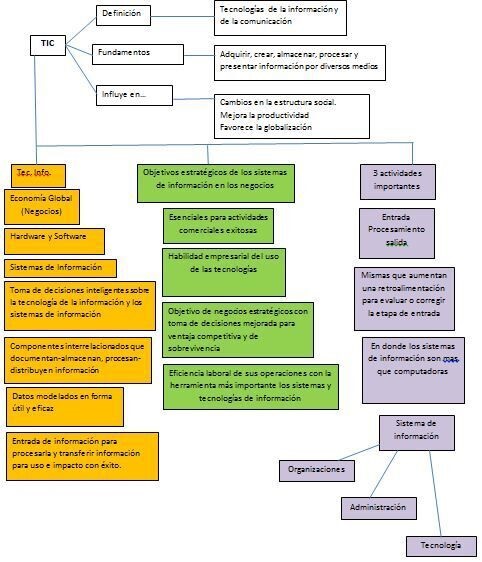 Definición
Tecnologías de la información y
de la comunicación
TIC
Fundamentos
Adquirir, crear, almacenar, procesar y
presentar información por diversos medios
Influye en...
Cambios en la estructura social.
Mejora la productividad
Favorece la globalización
Tec. Info.
Economía Global
(Negocios)
Hardware y Software
Sistemas de Información
Toma de decisiones inteligentes sobre
la tecnología de la información y los
sistemas de información
Componentes interrelacionados que
documentan-almacenan, procesan-
distribuyen información
Datos modelados en forma
útil y eficaz
Entrada de información para
procesarla y transferir información
para uso e impacto con éxito.
Objetivos estratégicos de los sistemas
de información en los negocios
Esenciales para actividades
comerciales exitosas
Habilidad empresarial del uso
de las tecnologías
Objetivo de negocios estratégicos con
toma de decisiones mejorada para
ventaja competitiva y de
sobrevivencia
Eficiencia laboral de sus operaciones con la
herramienta más importante los sistemas y
tecnologías de información
3 actividades
importantes
Entrada
Procesamiento
salida.
Mismas que aumentan
una retroalimentación
para evaluar o corregir
la etapa de entrada
En donde los sistemas
de información son mas
que computadoras
Sistema de
información
Organizaciones
Administración
Tecnología